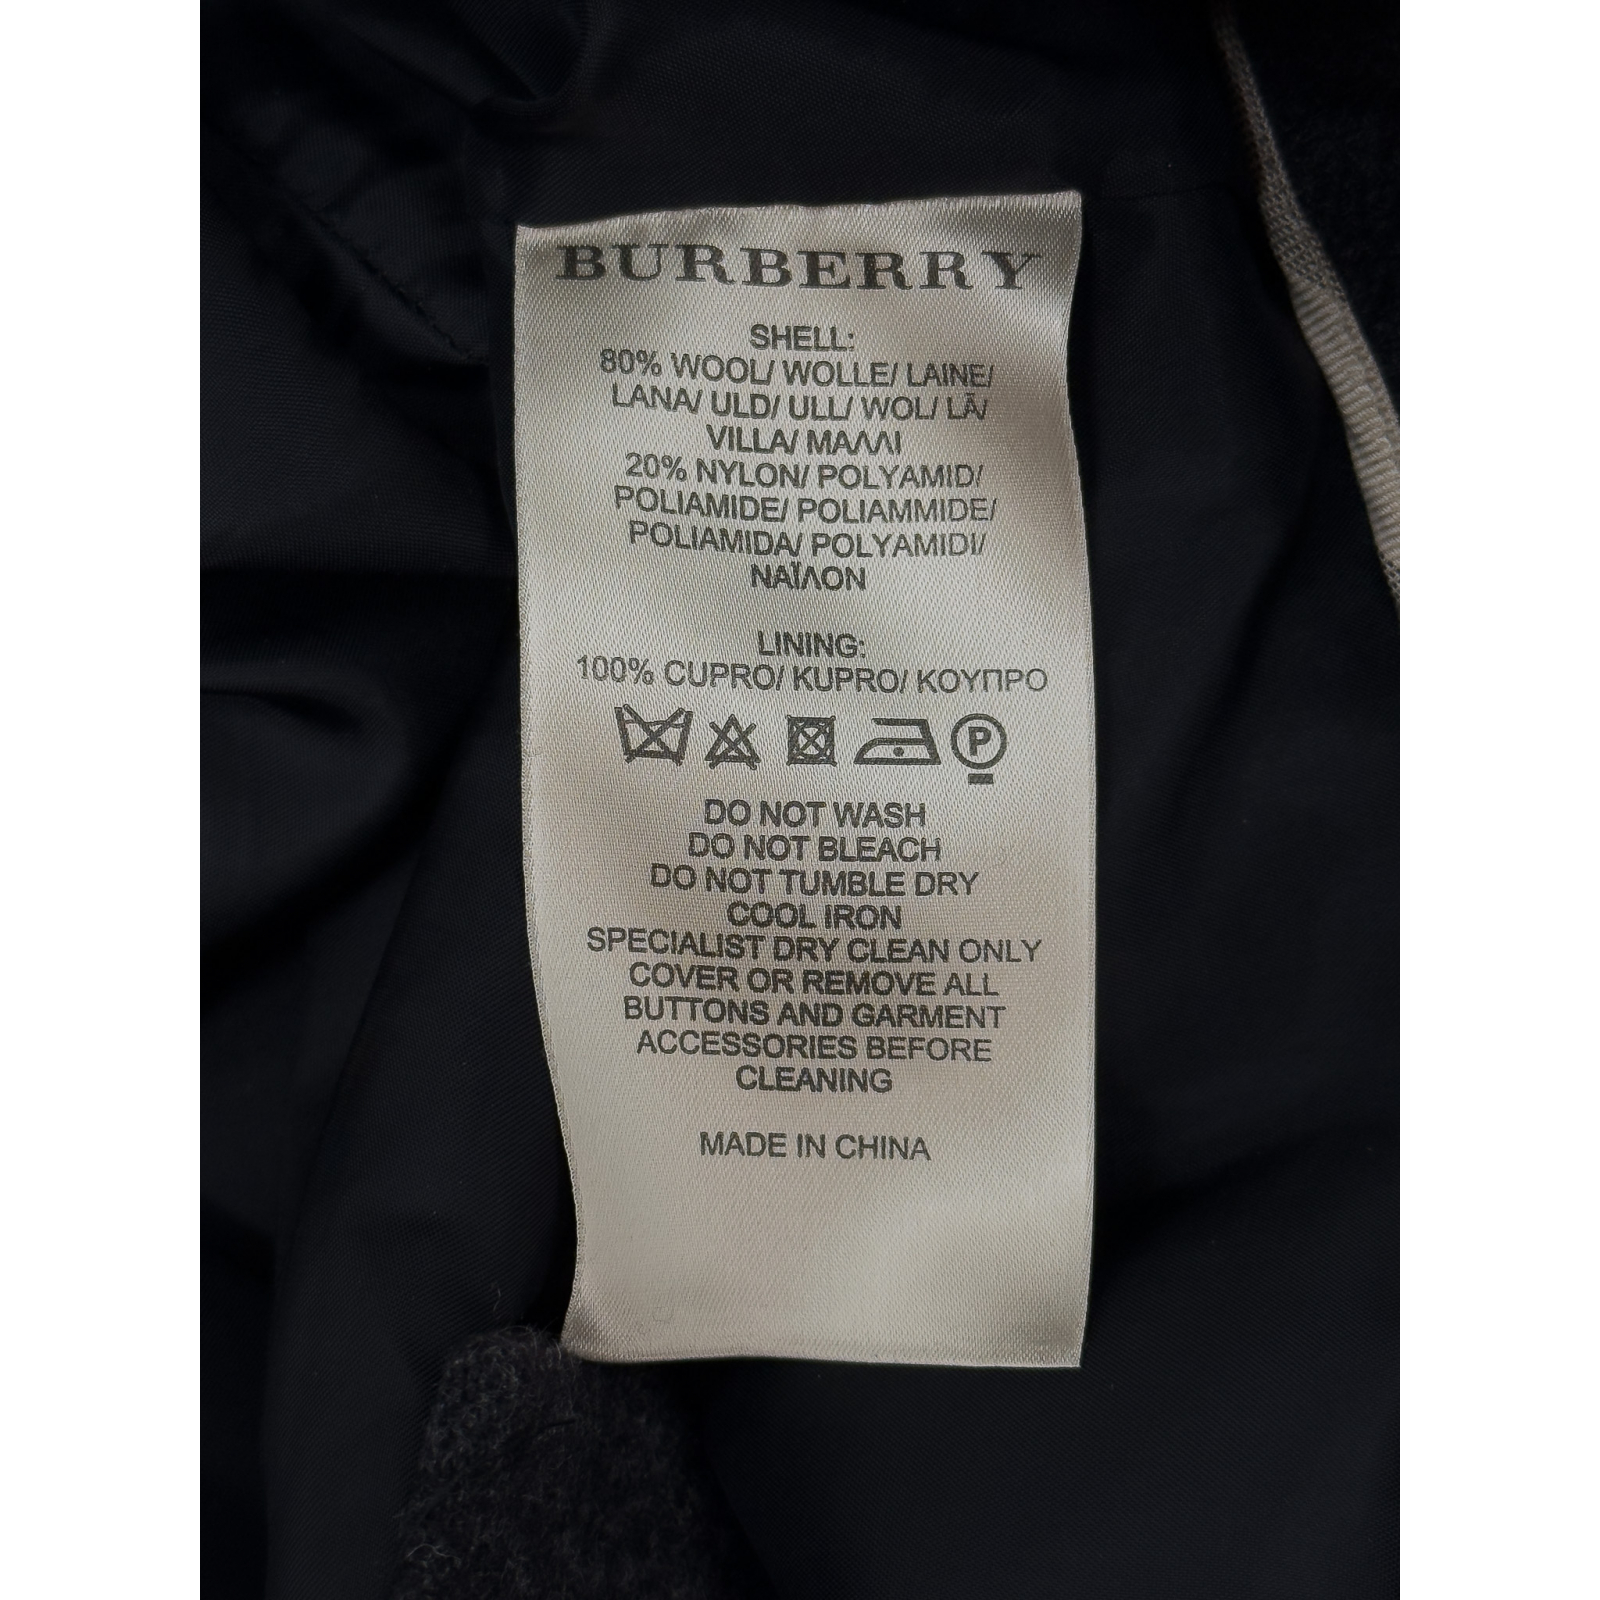 BURBERRY
SHELL:
80% WOOL/ WOLLE/ LAINE/
LANA/ ULD/ ULL/ WOL/ LÃ/
VILLA/ ΜΑΛΛΙ
20% NYLON/ POLYAMID/
POLIAMIDE/ POLIAMMIDE/
POLIAMIDA/ POLYAMIDI/
ΝΑΪΛΟΝ
LINING:
100% CUPRO/ KUPRO/ ΚΟΥΠΡΟ
P
DO NOT WASH
DO NOT BLEACH
DO NOT TUMBLE DRY
COOL IRON
SPECIALIST DRY CLEAN ONLY
COVER OR REMOVE ALL
BUTTONS AND GARMENT
ACCESSORIES BEFORE
CLEANING
MADE IN CHINA